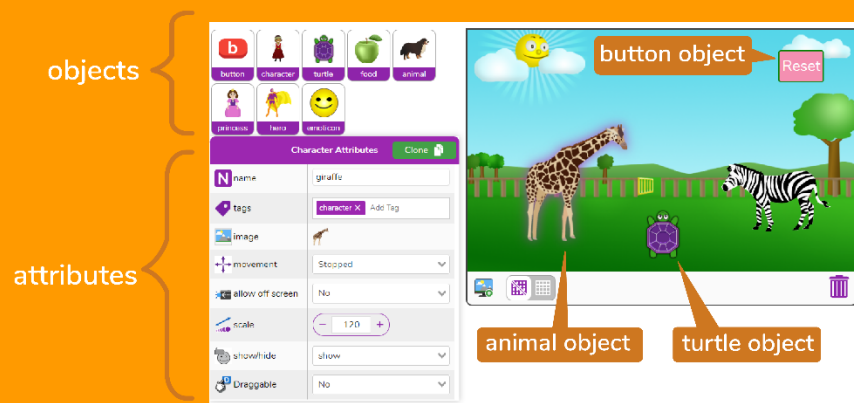 objects
b
button character turtle food animal
princess hero emoticon
attributes
Character Attributes Clone
N name giraffe
tags character X Add Tag
image
movement Stopped
allow off screen No
scale - 120 +
show/hide show
Draggable No
button object
Reset
animal object
turtle object